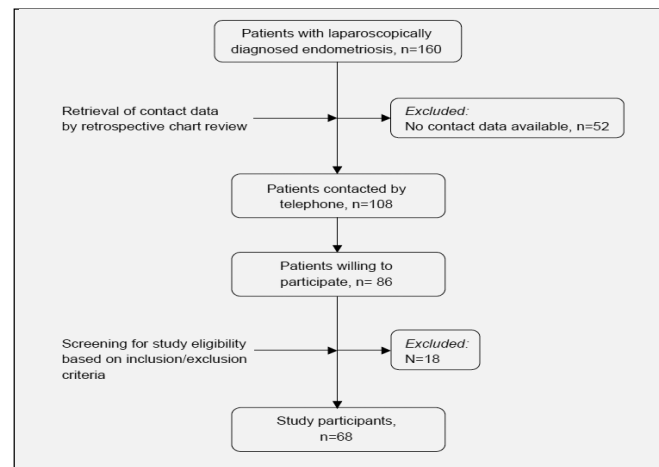 Patients with laparoscopically
diagnosed endometriosis, n=160
Retrieval of contact data
by retrospective chart review
Excluded:
No contact data available, n=52
Patients contacted by
telephone, n=108
Patients willing to
participate, n= 86
Screening for study eligibility
based on inclusion/exclusion
criteria
Excluded:
N=18
Study participants,
n=68